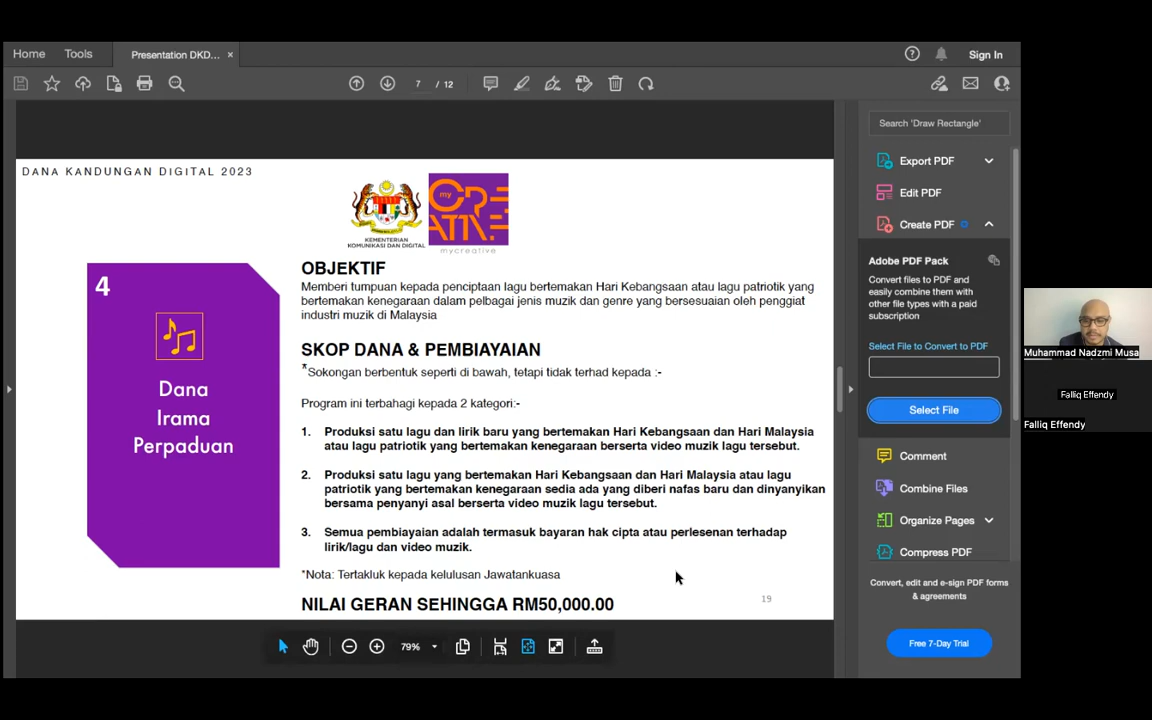 Home Tools Presentation DKD... × Sign In
7 / 12
Search 'Draw Rectangle'
DANA KANDUNGAN DIGITAL 2023
KEMENTERIAN
KOMUNIKASI DAN DIGITAL
my
CREATIVE
mycreative
4
Dana
Irama
Perpaduan
OBJEKTIF
Memberi tumpuan kepada penciptaan lagu bertemakan Hari Kebangsaan atau lagu patriotik yang
bertemakan kenegaraan dalam pelbagai jenis muzik dan genre yang bersesuaian oleh penggiat
industri muzik di Malaysia
SKOP DANA & PEMBIAYAIAN
*Sokongan berbentuk seperti di bawah, tetapi tidak terhad kepada :-
Program ini terbahagi kepada 2 kategori:-
1. Produksi satu lagu dan lirik baru yang bertemakan Hari Kebangsaan dan Hari Malaysia
atau lagu patriotik yang bertemakan kenegaraan berserta video muzik lagu tersebut.
2. Produksi satu lagu yang bertemakan Hari Kebangsaan dan Hari Malaysia atau lagu
patriotik yang bertemakan kenegaraan sedia ada yang diberi nafas baru dan dinyanyikan
bersama penyanyi asal berserta video muzik lagu tersebut.
3. Semua pembiayaian adalah termasuk bayaran hak cipta atau perlesenan terhadap
lirik/lagu dan video muzik.
*Nota: Tertakluk kepada kelulusan Jawatankuasa
NILAI GERAN SEHINGGA RM50,000.00
19
79%
Export PDF
Edit PDF
Create PDF
Adobe PDF Pack
Convert files to PDF and
easily combine them with
other file types with a paid
subscription
Select File to Convert to PDF
Select File
Comment
Combine Files
Organize Pages
Compress PDF
Convert, edit and e-sign PDF forms
& agreements
Free 7-Day Trial
Muhammad Nadzmi Musa
Falliq Effendy
Falliq Effendy